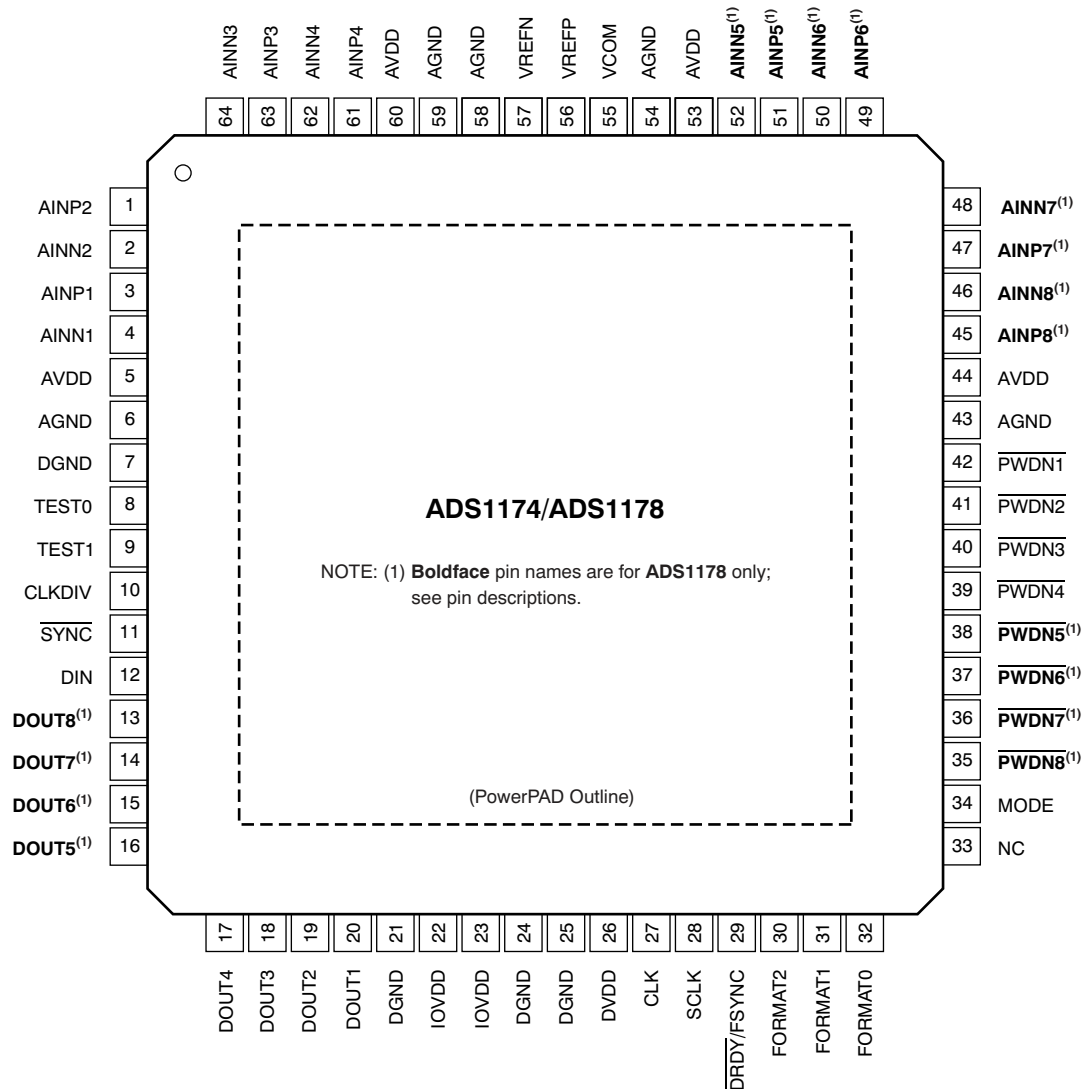 AINN3
AINP3
AINN4
AINP4
AVDD
AGND
AGND
VREFN
VREFP
VCOM
AGND
AVDD
AINN5(1)
AINP5(1)
AINN6(1)
AINP6(1)
64
63
62
61
60
59
58
57
56
55
54
53
52
51
50
49
AINP2 1
AINN2 2
AINP1 3
AINN1 4
AVDD 5
AGND 6
DGND 7
TEST0 8
TEST1 9
CLKDIV 10
SYNC 11
DIN 12
DOUT8(1) 13
DOUT7(1) 14
DOUT6(1) 15
DOUT5(1) 16
ADS1174/ADS1178
NOTE: (1) Boldface pin names are for ADS1178 only;
see pin descriptions.
(PowerPAD Outline)
48 AINN7(1)
47 AINP7(1)
46 AINN8(1)
45 AINP8(1)
44 AVDD
43 AGND
42 PWDN1
41 PWDN2
40 PWDN3
39 PWDN4
38 PWDN5(1)
37 PWDN6(1)
36 PWDN7(1)
35 PWDN8(1)
34 MODE
33 NC
17
18
19
20
21
22
23
24
25
26
27
28
29
30
31
32
DOUT4
DOUT3
DOUT2
DOUT1
DGND
IOVDD
IOVDD
DGND
DGND
DVDD
CLK
SCLK
DRDY/FSYNC
FORMAT2
FORMAT1
FORMAT0